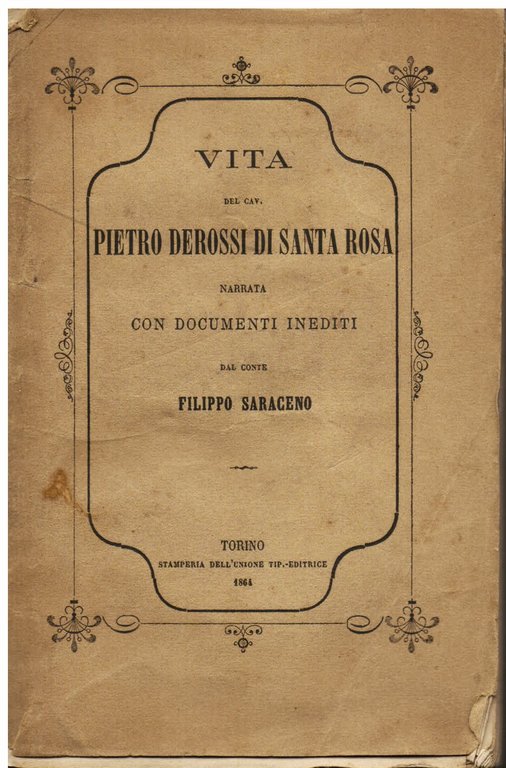 VITA
DEL CAV.
PIETRO DEROSSI DI SANTA ROSA
NARRATA
CON DOCUMENTI INEDITI
DAL CONTE
FILIPPO SARACENO
TORINO
STAMPERIA DELL'UNIONE TIP.-EDITRICE
1864